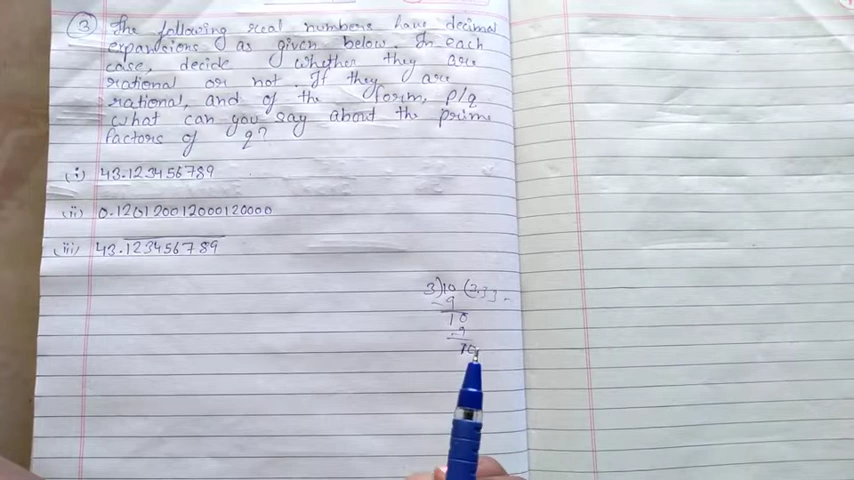 3 The following real numbers have decimal
expansions as given below. In each
case, decide whether they are
rational or not. If they are
rational, and of the form, p/q
what can you say about the prime
factors of q?
(i) 43.123456789
(ii) 0.120120012000120000
(iii) 43.123456789
3)10(3.33..
-9
10
-9
10